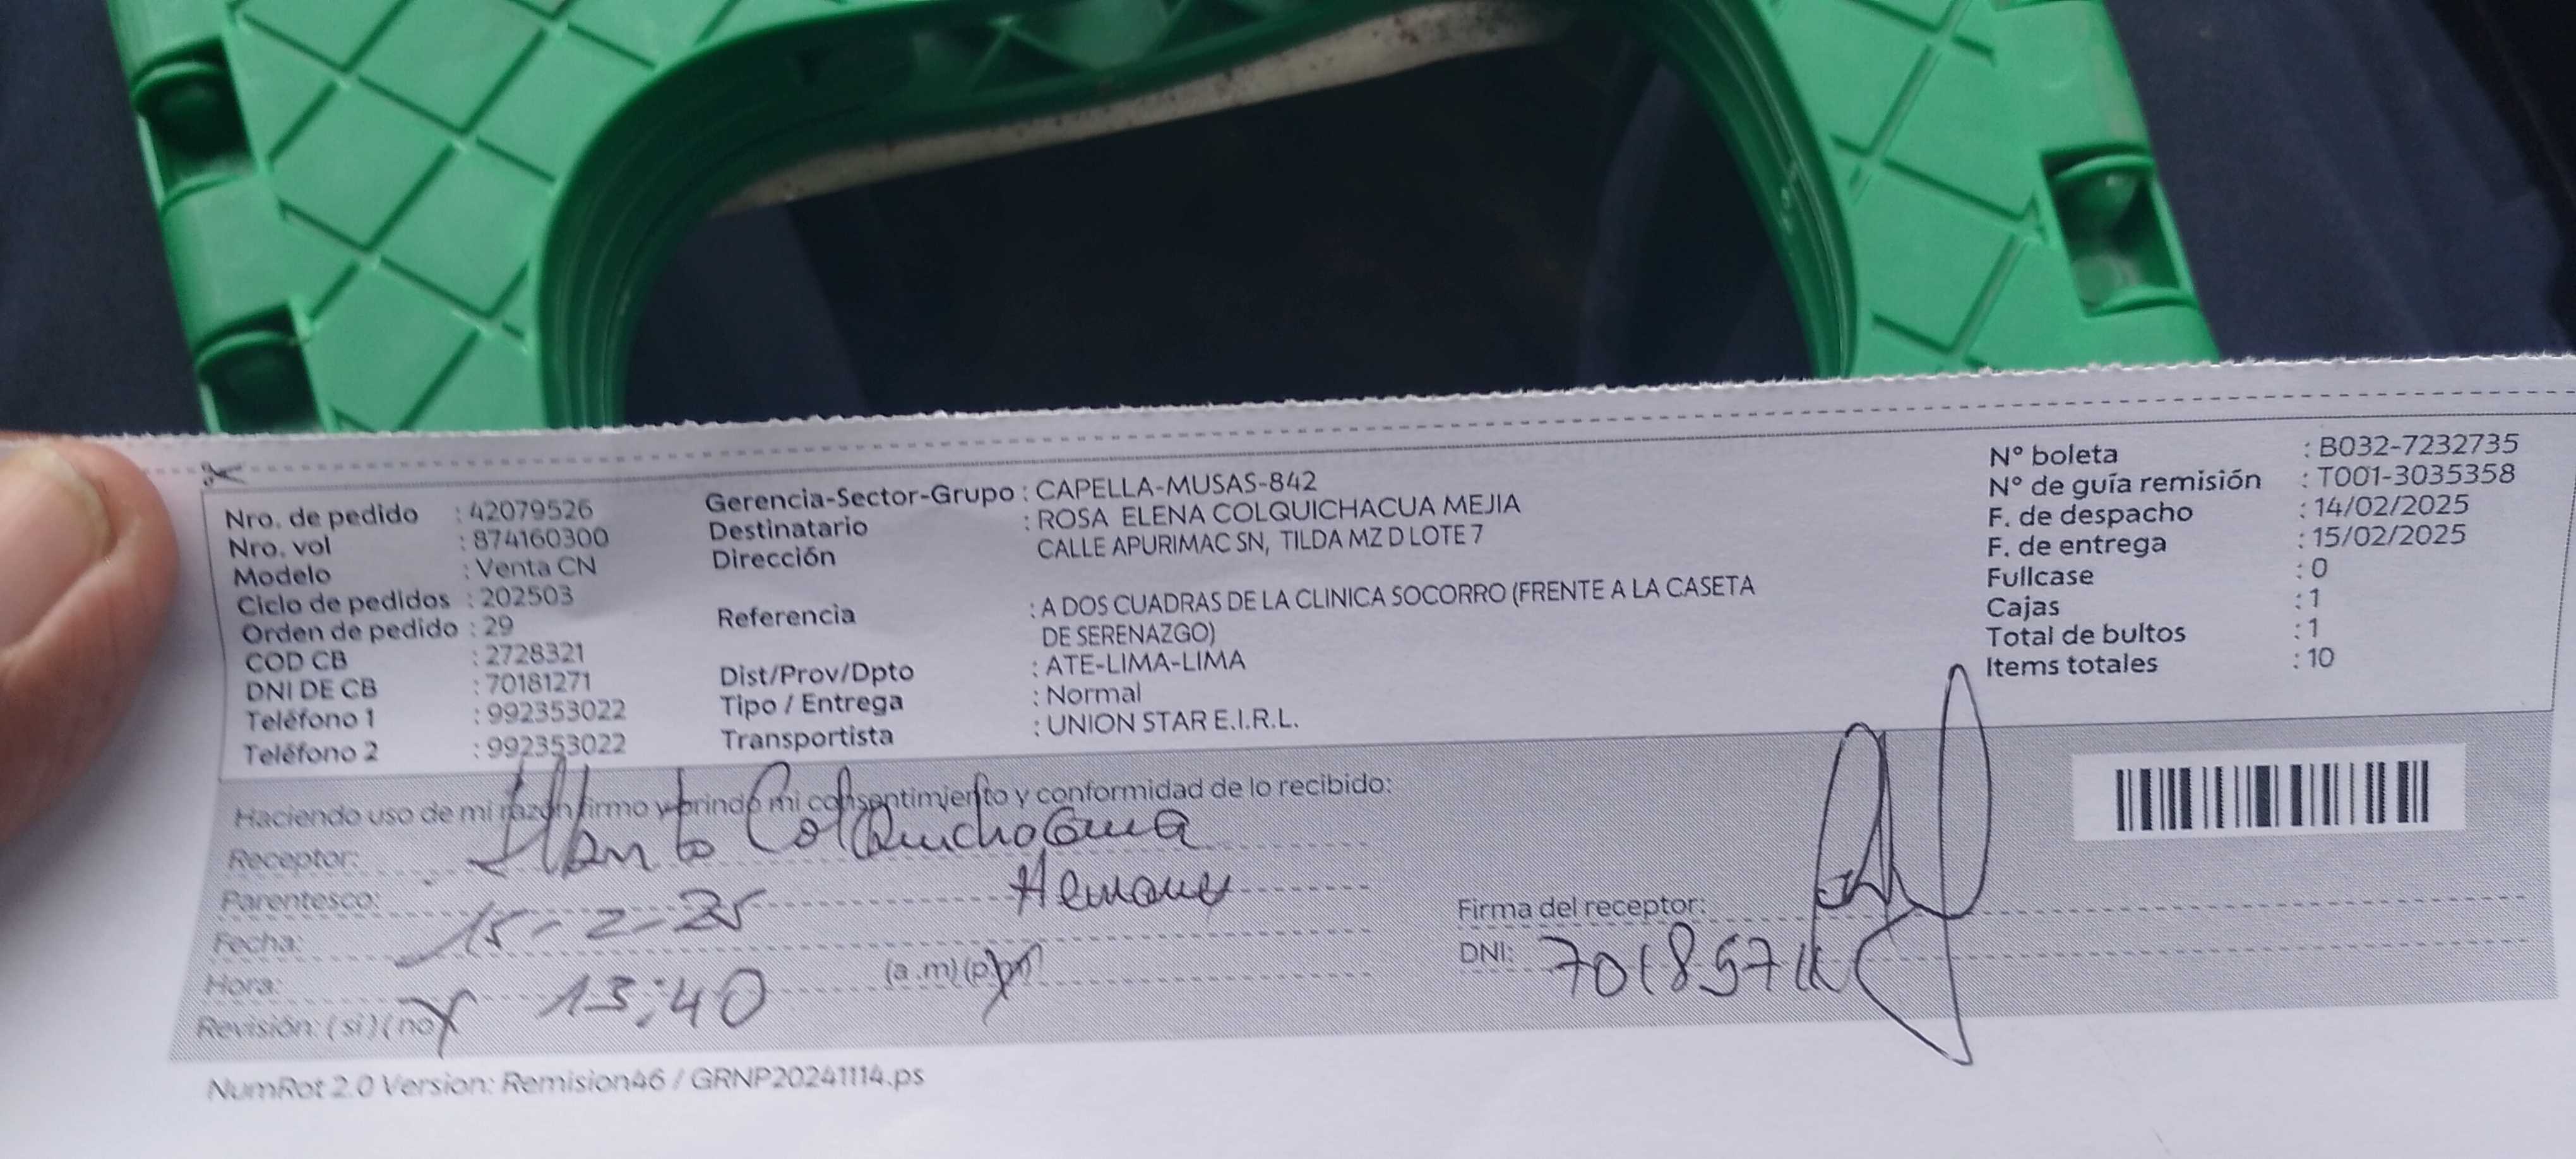 Nro. de pedido : 42079526
Nro. vol : 874160300
Modelo : Venta CN
Ciclo de pedidos : 202503
Orden de pedido : 29
COD CB : 2728321
DNI DE CB : 70181271
Teléfono 1 : 992353022
Teléfono 2 : 992353022
Gerencia-Sector-Grupo : CAPELLA-MUSAS-842
Destinatario : ROSA ELENA COLQUICHACUA MEJIA
Dirección CALLE APURIMAC SN, TILDA MZ D LOTE 7
Referencia : A DOS CUADRAS DE LA CLINICA SOCORRO (FRENTE A LA CASETA
DE SERENAZGO)
Dist/Prov/Dpto : ATE-LIMA-LIMA
Tipo / Entrega : Normal
Transportista : UNION STAR E.I.R.L.
N° boleta : B032-7232735
N° de guía remisión : T001-3035358
F. de despacho : 14/02/2025
F. de entrega : 15/02/2025
Fullcase : 0
Cajas : 1
Total de bultos : 1
Items totales : 10
Haciendo uso de mi razón firmo y brindo mi consentimiento y conformidad de lo recibido:
Receptor:
Parentesco:
Fecha: 15-2-25
Hora: 13:40 (a.m) (p.m)
Revisión: (si) (no)
Firma del receptor:
DNI:
NumRot 2.0 Version: Remision46 / GRNP20241114.ps